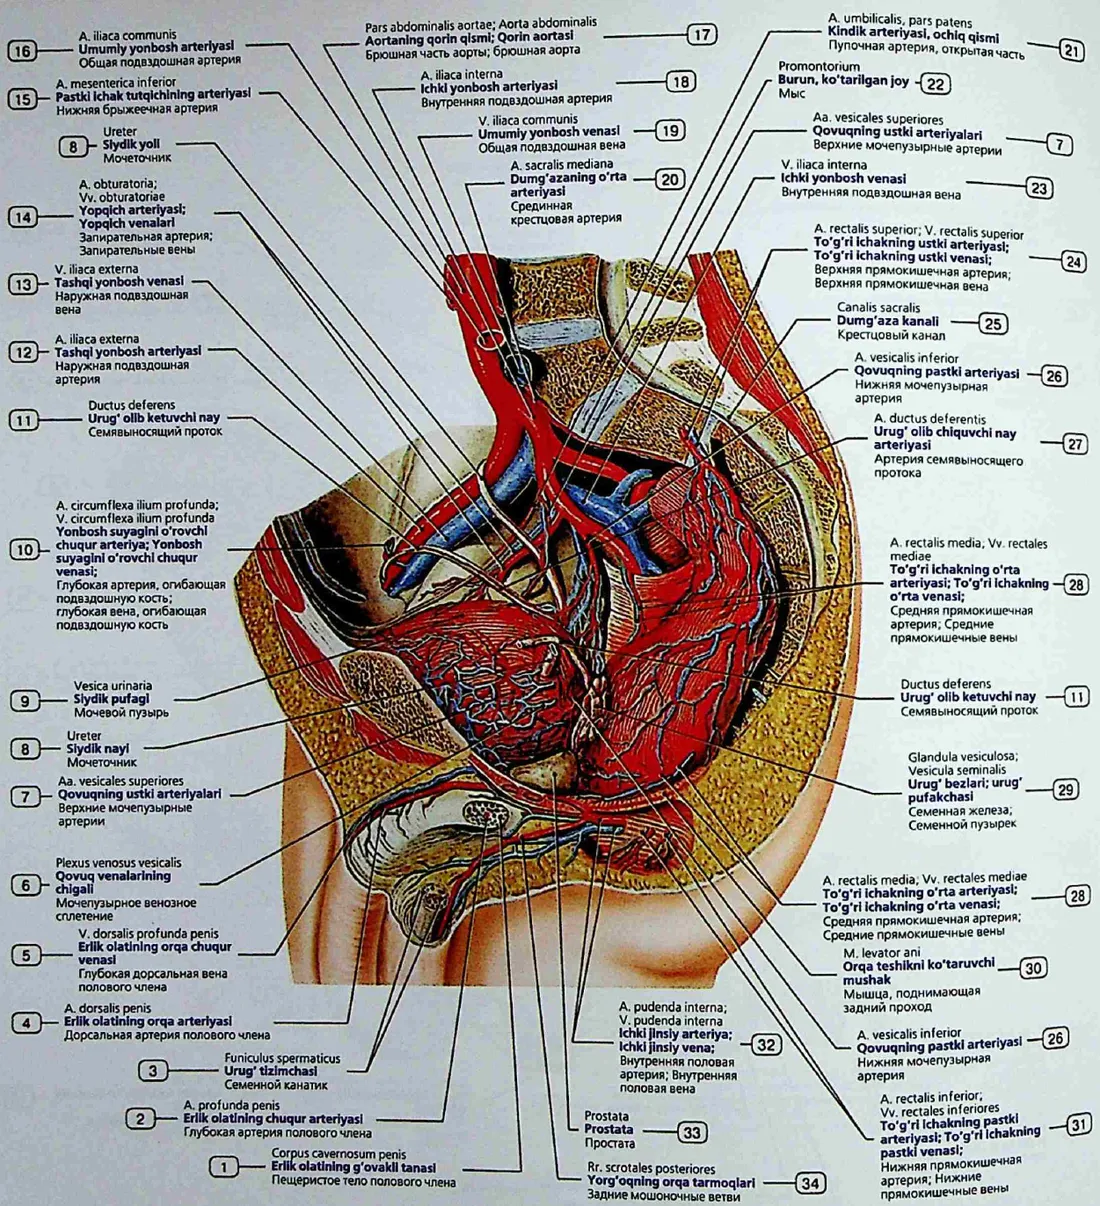 16
A. iliaca communis
Umumiy yonbosh arteriyasi
Общая подвздошная артерия
15
A. mesenterica inferior
Pastki ichak tutqichining arteriyasi
Нижняя брыжеечная артерия
8
Ureter
Siydik yoli
Мочеточник
14
A. obturatoria;
Vv. obturatoriae
Yopqich arteriyasi;
Yopqich venalari
Запирательная артерия;
Запирательные вены
13
V. iliaca externa
Tashqi yonbosh venasi
Наружная подвздошная
вена
12
A. iliaca externa
Tashqi yonbosh arteriyasi
Наружная подвздошная
артерия
11
Ductus deferens
Urug' olib ketuvchi nay
Семявыносящий проток
10
A. circumflexa ilium profunda;
V. circumflexa ilium profunda
Yonbosh suyagini o'rovchi
chuqur arteriya; Yonbosh
suyagini o'rovchi chuqur
venasi;
Глубокая артерия, огибающая
подвздошную кость;
глубокая вена, огибающая
подвздошную кость
9
Vesica urinaria
Siydik pufagi
Мочевой пузырь
8
Ureter
Siydik nayi
Мочеточник
7
Aa. vesicales superiores
Qovuqning ustki arteriyalari
Верхние мочепузырные
артерии
6
Plexus venosus vesicalis
Qovuq venalarining
chigali
Мочепузырное венозное
сплетение
5
V. dorsalis profunda penis
Erlik olatining orqa chuqur
venasi
Глубокая дорсальная вена
полового члена
4
A. dorsalis penis
Erlik olatining orqa arteriyasi
Дорсальная артерия полового члена
3
Funiculus spermaticus
Urug' tizimchasi
Семенной канатик
2
A. profunda penis
Erlik olatining chuqur arteriyasi
Глубокая артерия полового члена
1
Corpus cavernosum penis
Erlik olatining g'ovakli tanasi
Пещеристое тело полового члена
Pars abdominalis aortae; Aorta abdominalis
Aortaning qorin qismi; Qorin aortasi
Брюшная часть аорты; брюшная аорта
17
A. iliaca interna
Ichki yonbosh arteriyasi
Внутренняя подвздошная артерия
18
V. iliaca communis
Umumiy yonbosh venasi
Общая подвздошная вена
19
A. sacralis mediana
Dumg'azaning o'rta
arteriyasi
Срединная
крестцовая артерия
20
A. umbilicalis, pars patens
Kindik arteriyasi, ochiq qismi
Пупочная артерия, открытая часть
21
Promontorium
Burun, ko'tarilgan joy
Мыс
22
Aa. vesicales superiores
Qovuqning ustki arteriyalari
Верхние мочепузырные артерии
7
V. iliaca interna
Ichki yonbosh venasi
Внутренняя подвздошная вена
23
A. rectalis superior; V. rectalis superior
To'g'ri ichakning ustki arteriyasi;
To'g'ri ichakning ustki venasi;
Верхняя прямокишечная артерия;
Верхняя прямокишечная вена
24
Canalis sacralis
Dumg'aza kanali
Крестцовый канал
25
A. vesicalis inferior
Qovuqning pastki arteriyasi
Нижняя мочепузырная
артерия
26
A. ductus deferentis
Urug' olib chiquvchi nay
arteriyasi
Артерия семявыносящего
протока
27
A. rectalis media; Vv. rectales
mediae
To'g'ri ichakning o'rta
arteriyasi; To'g'ri ichakning
o'rta venasi;
Средняя прямокишечная
артерия; Средние
прямокишечные вены
28
Ductus deferens
Urug' olib ketuvchi nay
Семявыносящий проток
11
Glandula vesiculosa;
Vesicula seminalis
Urug' bezlari; urug'
pufakchasi
Семенная железа;
Семенной пузырек
29
A. rectalis media; Vv. rectales mediae
To'g'ri ichakning o'rta arteriyasi;
To'g'ri ichakning o'rta venasi;
Средняя прямокишечная артерия;
Средние прямокишечные вены
28
M. levator ani
Orqa teshikni ko'taruvchi
mushak
Мышца, поднимающая
задний проход
30
A. vesicalis inferior
Qovuqning pastki arteriyasi
Нижняя мочепузырная
артерия
26
A. rectalis inferior;
Vv. rectales inferiores
To'g'ri ichakning pastki
arteriyasi; To'g'ri ichakning
pastki venasi;
Нижняя прямокишечная
артерия; Нижние
прямокишечные вены
31
A. pudenda interna;
V. pudenda interna
Ichki jinsiy arteriya;
Ichki jinsiy vena;
Внутренняя половая
артерия; Внутренняя
половая вена
32
Prostata
Prostata
Простата
33
Rr. scrotales posteriores
Yorg'oqning orqa tarmoqlari
Задние мошоночные ветви
34